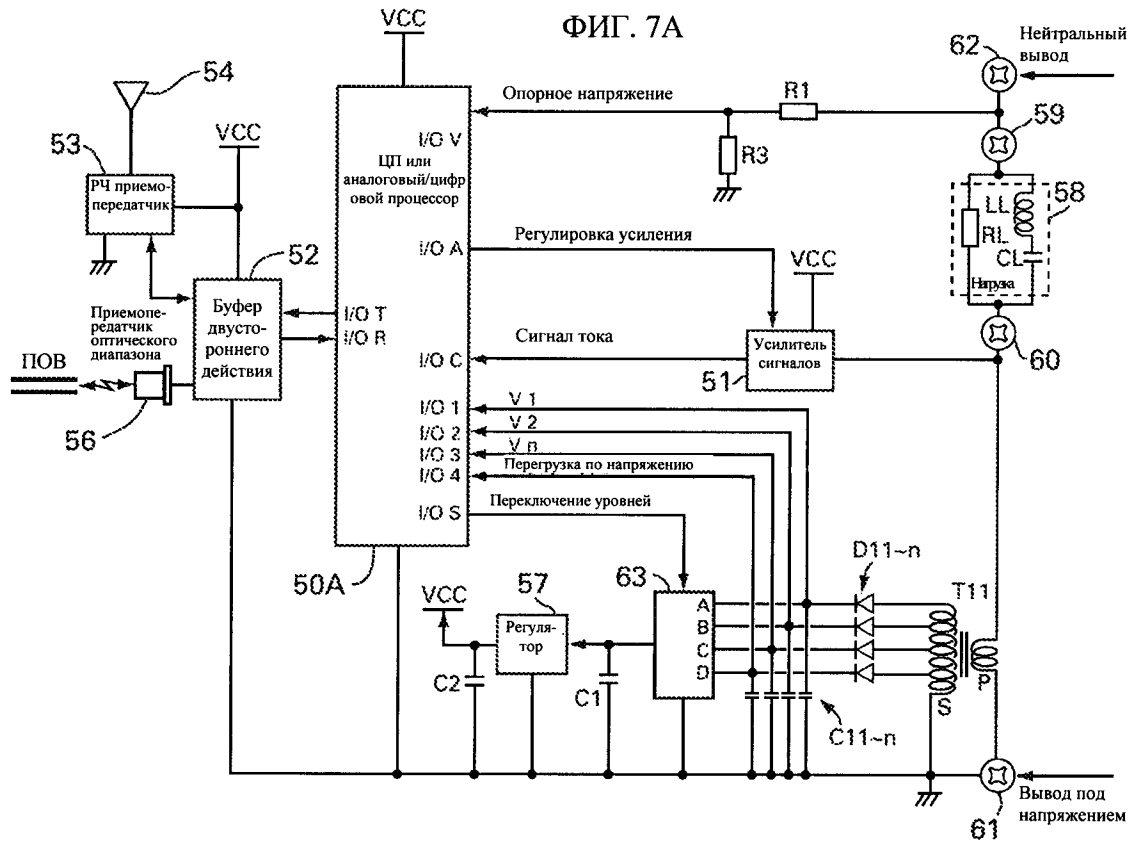 ФИГ. 7A
VCC
62
Нейтральный
вывод
54
Опорное напряжение
R1
59
VCC
I/O V
53
R3
ЦП или
аналоговый/цифр
овой процессор
РЧ приемо-
передатчик
58
LL
RL
CL
Нагрузка
I/O A
Регулировка усиления
52
VCC
Буфер
двусто-
роннего
действия
I/O T
I/O R
Приемопе-
редатчик
оптического
диапазона
Сигнал тока
I/O C
Усилитель
сигналов
51
60
ПОВ
56
I/O 1
V 1
I/O 2
V 2
I/O 3
V n
I/O 4
Перегрузка по напряжению
I/O S
Переключение уровней
50A
57
63
D11~n
T11
VCC
Регуля-
тор
A
B
C
D
C2
C1
S
P
C11~n
61
Вывод под
напряжением